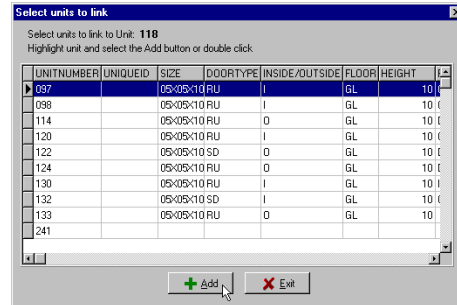 Select units to link
Select units to link to Unit: 118
Highlight unit and select the Add button or double click
UNITNUMBER UNIQUEID SIZE DOORTYPE INSIDE/OUTSIDE FLOOR HEIGHT
097 05X05X10 RU I GL 10
098 05X05X10 RU I GL 10
114 05X05X10 RU O GL 10
120 05X05X10 RU I GL 10
122 05X05X10 SD O GL 10
124 05X05X10 RU O GL 10
130 05X05X10 RU I GL 10
132 05X05X10 SD I GL 10
133 05X05X10 RU O GL 10
241
Add Exit